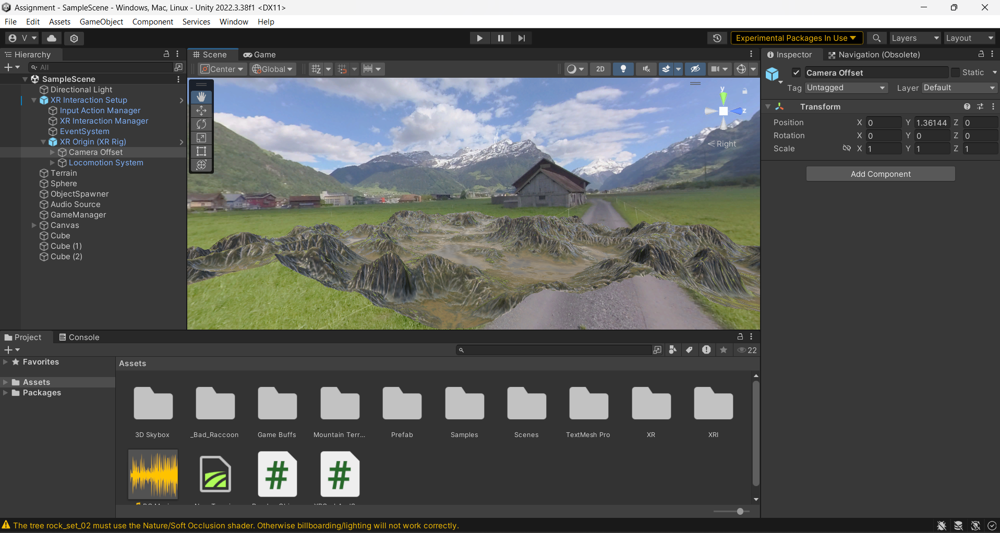 Assignment - SampleScene - Windows, Mac, Linux - Unity 2022.3.38f1 <DX11>
File Edit Assets GameObject Component Services Window Help
V
Experimental Packages In Use
Layers
Layout
Hierarchy
All
SampleScene
Directional Light
XR Interaction Setup
Input Action Manager
XR Interaction Manager
EventSystem
XR Origin (XR Rig)
Camera Offset
Locomotion System
Terrain
Sphere
ObjectSpawner
Audio Source
GameManager
Canvas
Cube
Cube (1)
Cube (2)
Scene
Game
Center
Global
2D
y
z
Right
Inspector
Navigation (Obsolete)
Camera Offset
Static
Tag Untagged
Layer Default
Transform
Position X 0 Y 1.36144 Z 0
Rotation X 0 Y 0 Z 0
Scale X 1 Y 1 Z 1
Add Component
Project
Console
22
Favorites
Assets
Packages
Assets
3D Skybox
_Bad_Raccoon
Game Buffs
Mountain Terr...
Prefab
Samples
Scenes
TextMesh Pro
XR
XRI
The tree rock_set_02 must use the Nature/Soft Occlusion shader. Otherwise billboarding/lighting will not work correctly.